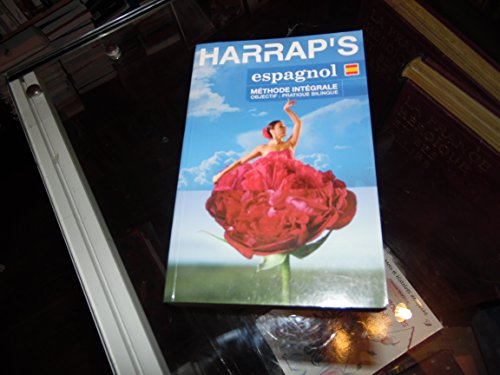 HARRAP'S
espagnol
MÉTHODE INTÉGRALE
OBJECTIF : PRATIQUE BILINGUE